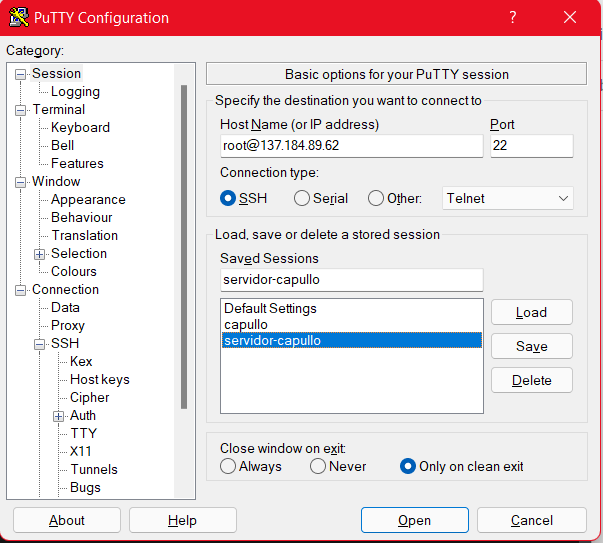 PuTTY Configuration
Category:
Session
Logging
Terminal
Keyboard
Bell
Features
Window
Appearance
Behaviour
Translation
Selection
Colours
Connection
Data
Proxy
SSH
Kex
Host keys
Cipher
Auth
TTY
X11
Tunnels
Bugs
Basic options for your PuTTY session
Specify the destination you want to connect to
Host Name (or IP address) Port
root@137.184.89.62 22
Connection type:
SSH Serial Other: Telnet
Load, save or delete a stored session
Saved Sessions
servidor-capullo
Default Settings
capullo
servidor-capullo
Load
Save
Delete
Close window on exit:
Always Never Only on clean exit
About Help Open Cancel